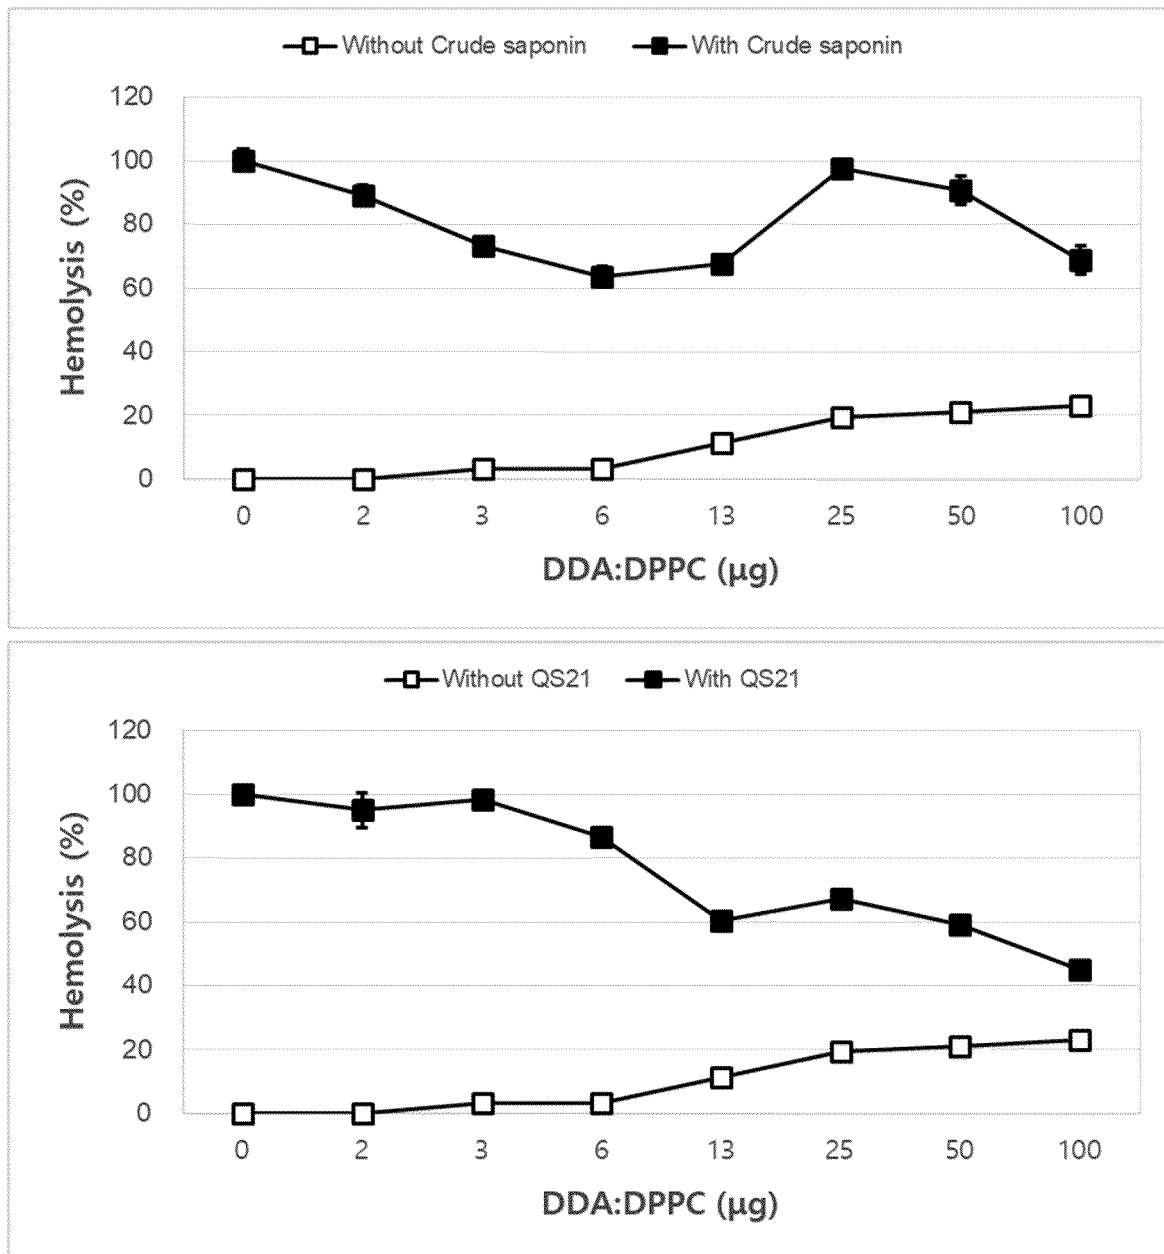 Without Crude saponin With Crude saponin
120
100
80
60
40
20
0
Hemolysis (%)
0 2 3 6 13 25 50 100
DDA:DPPC (μg)
Without QS21 With QS21
120
100
80
60
40
20
0
Hemolysis (%)
0 2 3 6 13 25 50 100
DDA:DPPC (μg)